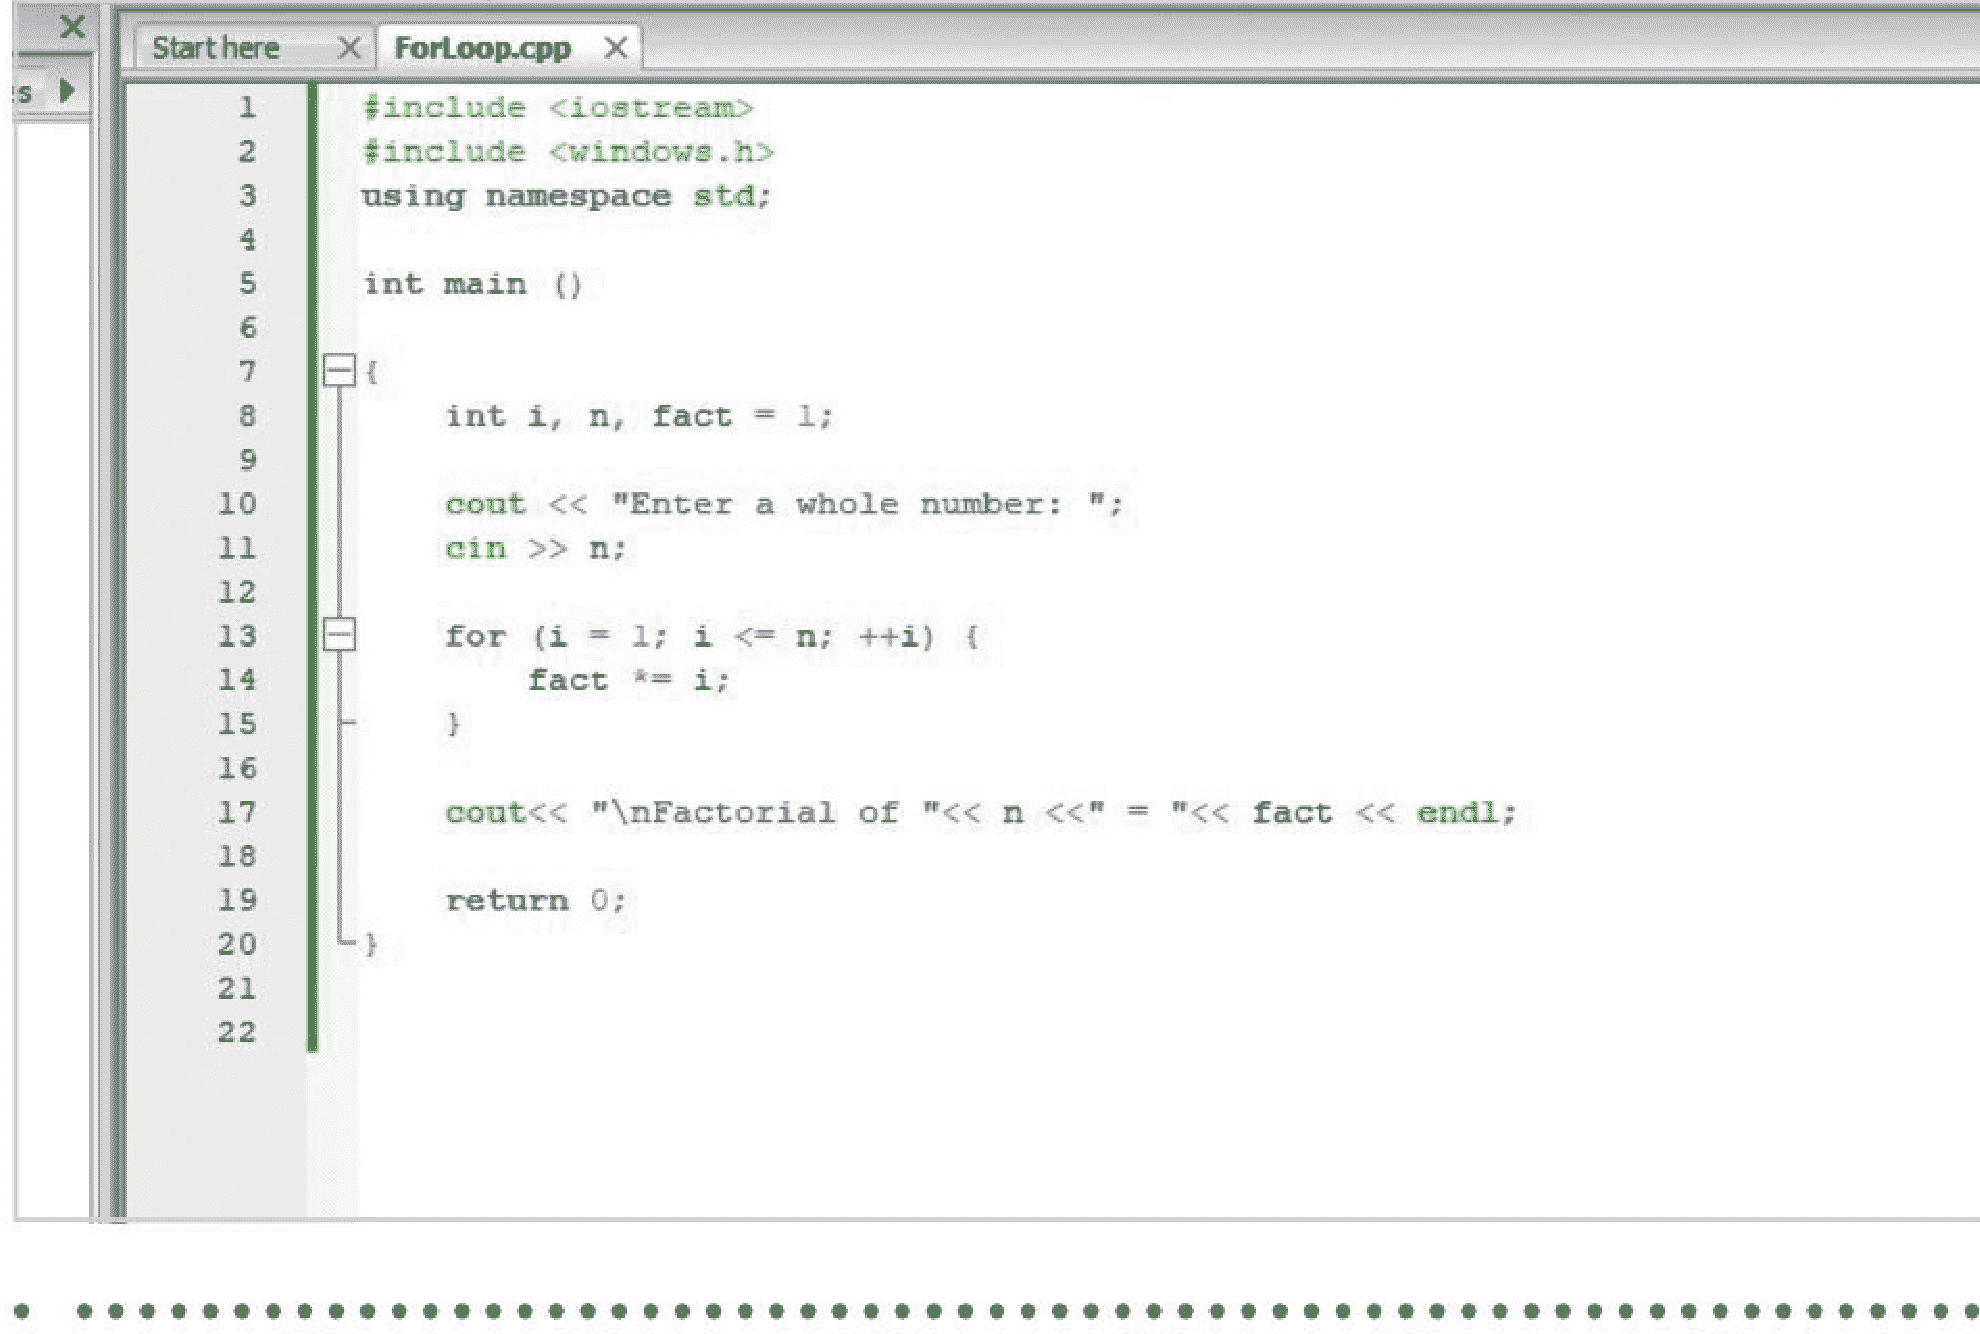 Start here ForLoop.cpp
s
1 #include <iostream>
2 #include <windows.h>
3 using namespace std;
4
5 int main ()
6
7 {
8 int i, n, fact = 1;
9
10 cout << "Enter a whole number: ";
11 cin >> n;
12
13 for (i = 1; i <= n; ++i) {
14 fact *= i;
15 }
16
17 cout<< "\nFactorial of "<< n <<" = "<< fact << endl;
18
19 return 0;
20 }
21
22